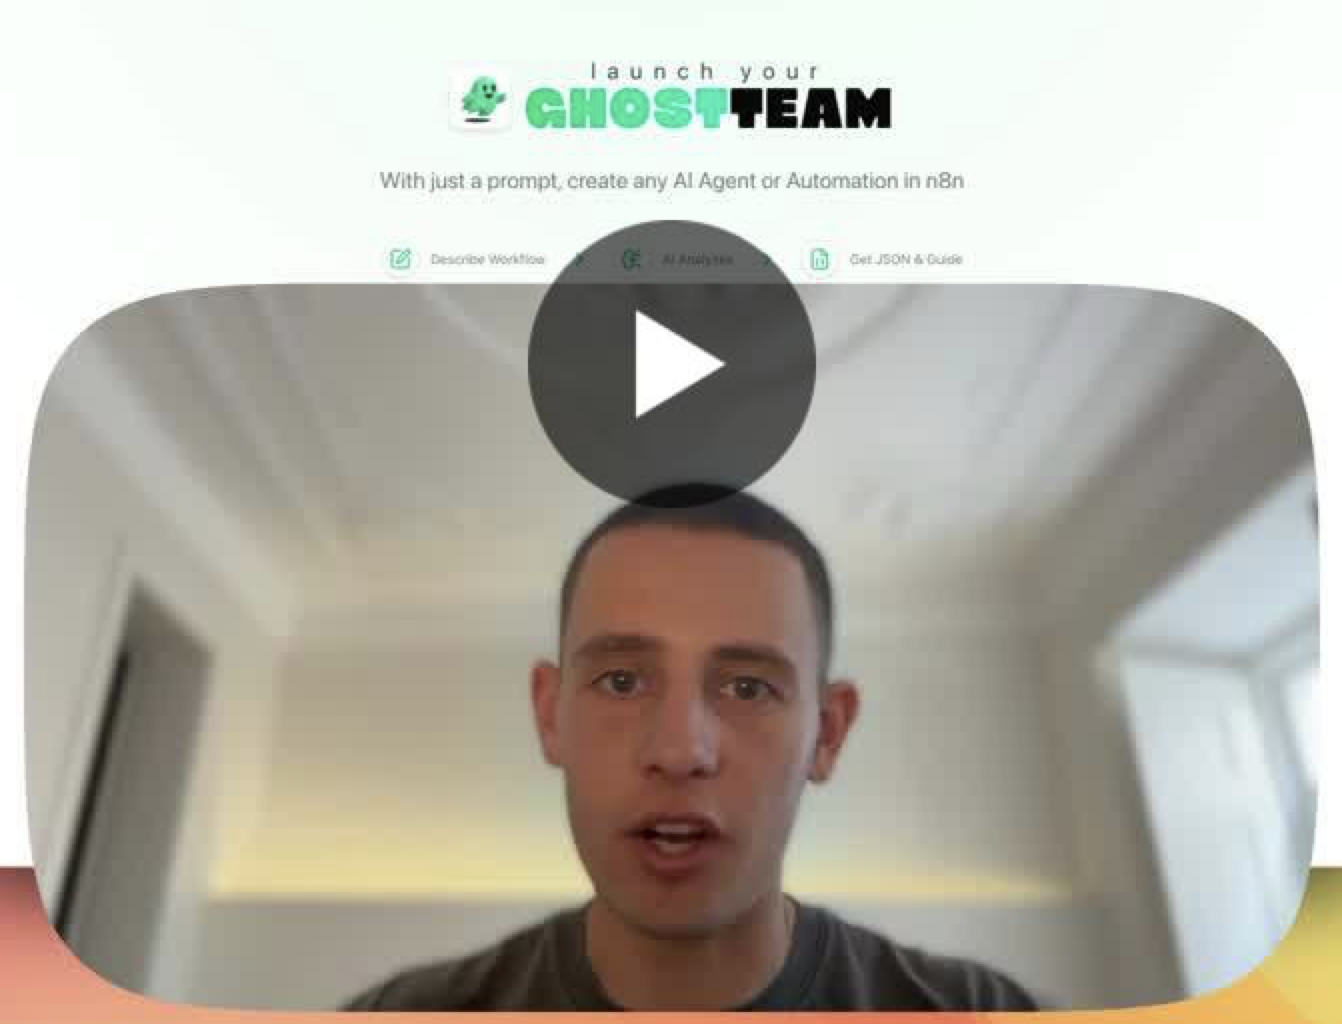 launch your
GHOSTTEAM
With just a prompt, create any AI Agent or Automation in n8n
Describe Workflow
AI Analyzes
Get JSON & Guide